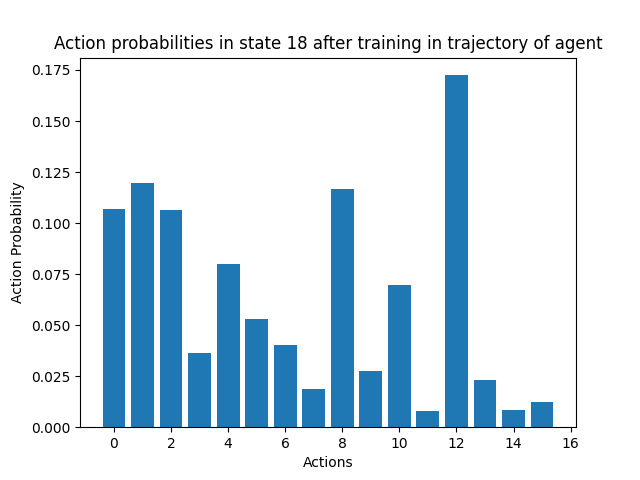 Action probabilities in state 18 after training in trajectory of agent
0.175
0.150
0.125
0.100
0.075
0.050
0.025
0.000
Action Probability
0 2 4 6 8 10 12 14 16
Actions